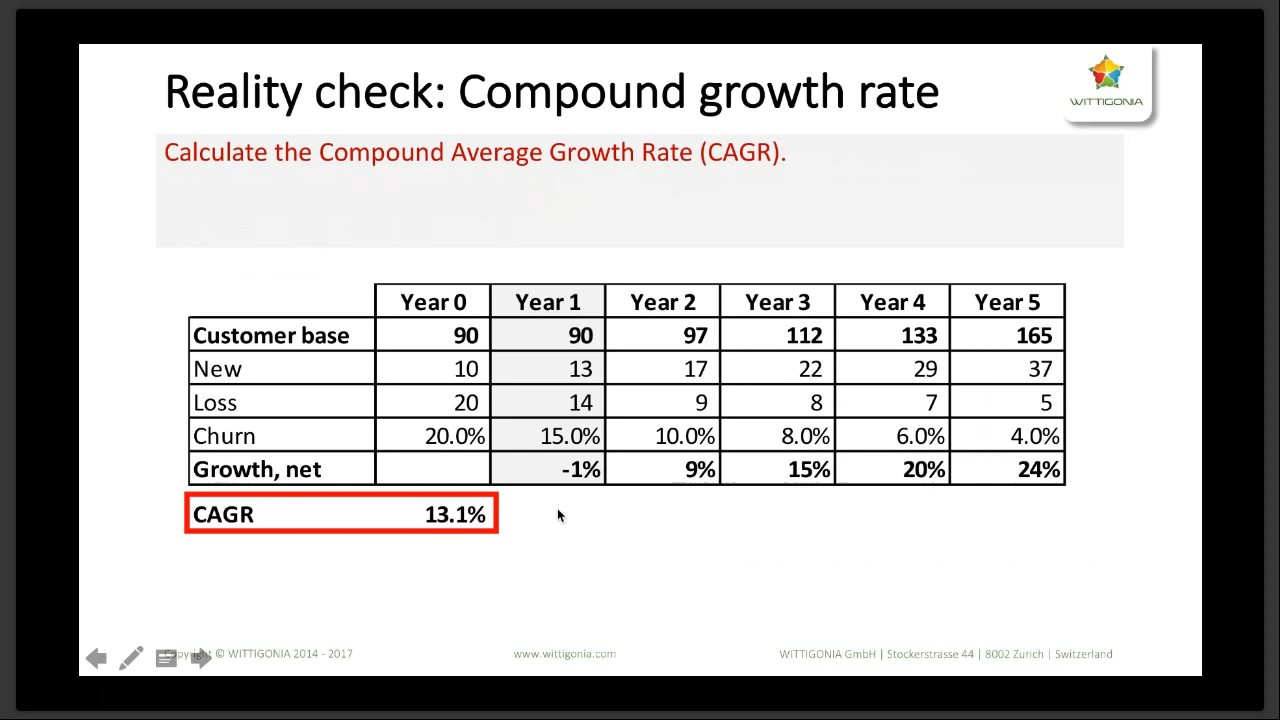 Reality check: Compound growth rate
WITTIGONIA
Calculate the Compound Average Growth Rate (CAGR).
Year 0 Year 1 Year 2 Year 3 Year 4 Year 5
Customer base 90 90 97 112 133 165
New 10 13 17 22 29 37
Loss 20 14 9 8 7 5
Churn 20.0% 15.0% 10.0% 8.0% 6.0% 4.0%
Growth, net -1% 9% 15% 20% 24%
CAGR 13.1%
Copyright © WITTIGONIA 2014 - 2017 www.wittigonia.com WITTIGONIA GmbH | Stockerstrasse 44 | 8002 Zurich | Switzerland